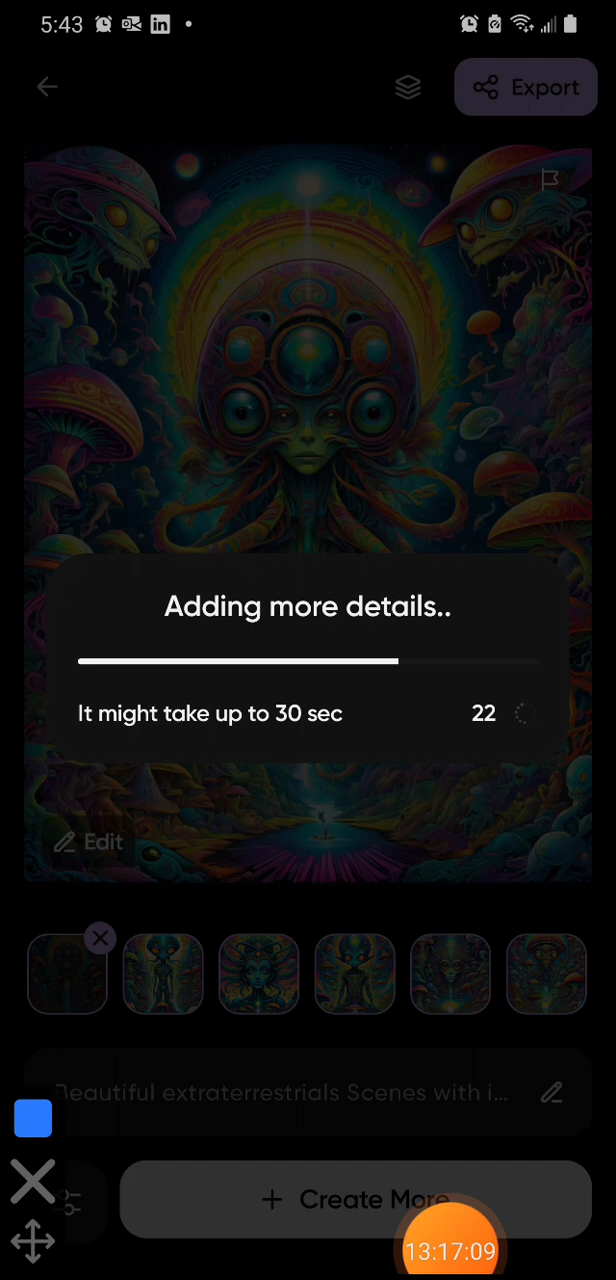 5:43
Export
Adding more details..
It might take up to 30 sec
22
Edit
Beautiful extraterrestrials Scenes with i...
+ Create More
13:17:09